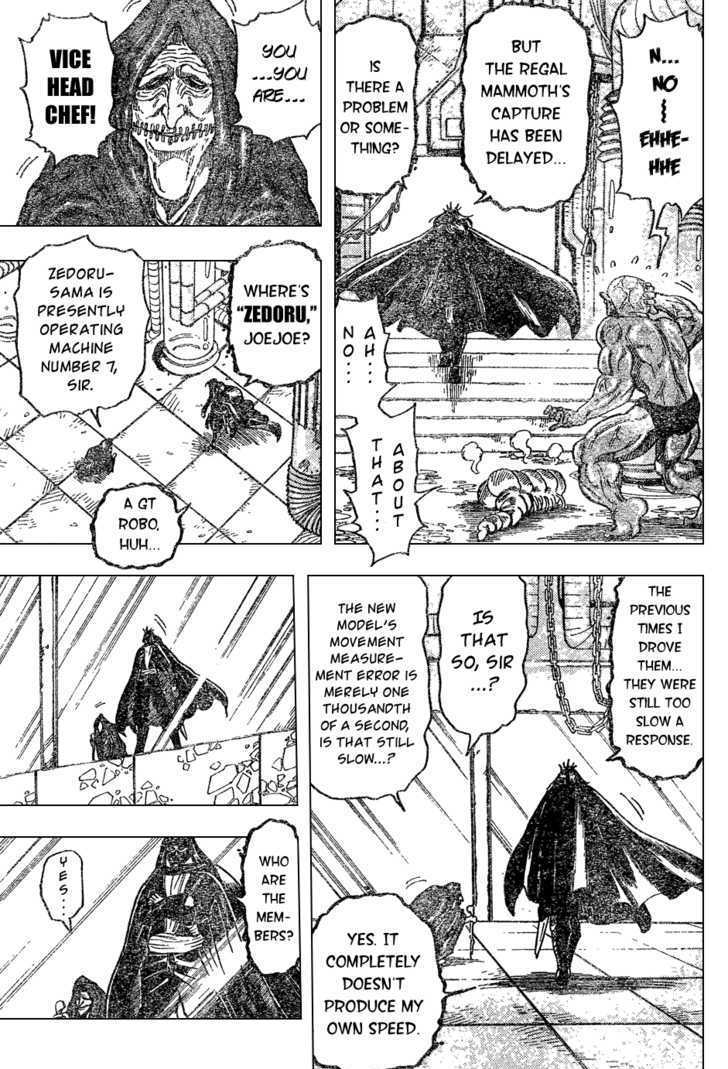 N...
NO
EHHE-
HHE
BUT
THE REGAL
MAMMOTH'S
CAPTURE
HAS BEEN
DELAYED...
IS
THERE A
PROBLEM
OR SOME-
THING?
AH...
NO...
ABOUT
THAT...
YOU
...YOU
ARE...
VICE
HEAD
CHEF!
WHERE'S
"ZEDORU,"
JOEJOE?
ZEDORU-
SAMA IS
PRESENTLY
OPERATING
MACHINE
NUMBER 7,
SIR.
A GT
ROBO,
HUH...
THE
PREVIOUS
TIMES I
DROVE
THEM...
THEY WERE
STILL TOO
SLOW A
RESPONSE.
IS
THAT
SO, SIR
...?
THE NEW
MODEL'S
MOVEMENT
MEASURE-
MENT ERROR IS
MERELY ONE
THOUSANDTH
OF A SECOND,
IS THAT STILL
SLOW...?
YES. IT
COMPLETELY
DOESN'T
PRODUCE MY
OWN SPEED.
WHO
ARE
THE
MEM-
BERS?
YES...